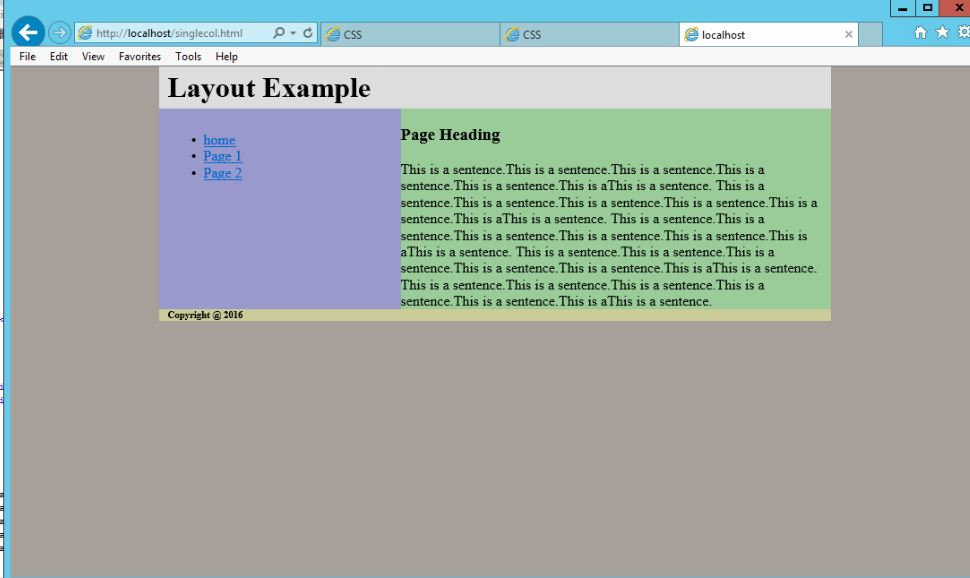 http://localhost/singlecol.html
CSS
CSS
localhost
File Edit View Favorites Tools Help
Layout Example
home
Page 1
Page 2
Page Heading
This is a sentence.This is a sentence.This is a sentence.This is a
sentence.This is a sentence.This is aThis is a sentence. This is a
sentence.This is a sentence.This is a sentence.This is a sentence.This is a
sentence.This is aThis is a sentence. This is a sentence.This is a
sentence.This is a sentence.This is a sentence.This is a sentence.This is
aThis is a sentence. This is a sentence.This is a sentence.This is a
sentence.This is a sentence.This is a sentence.This is aThis is a sentence.
This is a sentence.This is a sentence.This is a sentence.This is a
sentence.This is a sentence.This is aThis is a sentence.
Copyright @ 2016